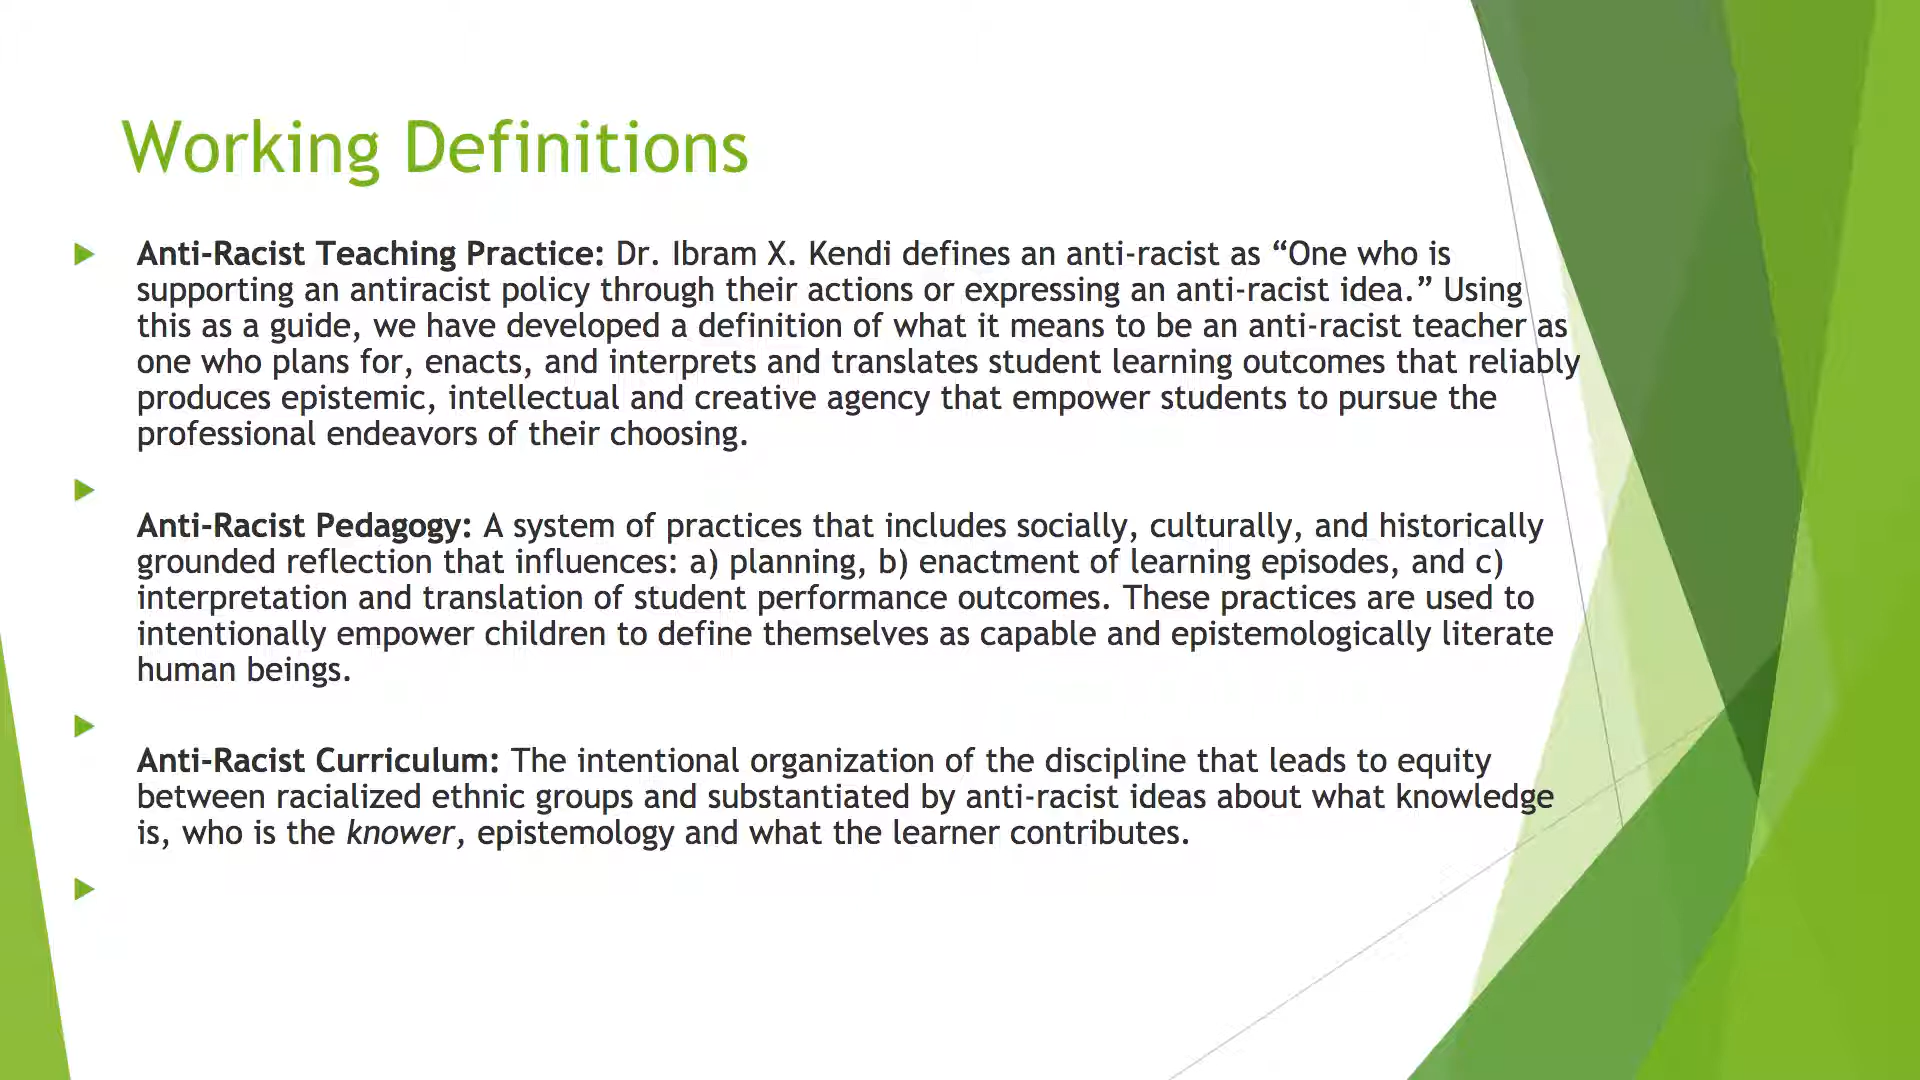 Working Definitions
Anti-Racist Teaching Practice: Dr. Ibram X. Kendi defines an anti-racist as “One who is
supporting an antiracist policy through their actions or expressing an anti-racist idea.” Using
this as a guide, we have developed a definition of what it means to be an anti-racist teacher as
one who plans for, enacts, and interprets and translates student learning outcomes that reliably
produces epistemic, intellectual and creative agency that empower students to pursue the
professional endeavors of their choosing.
Anti-Racist Pedagogy: A system of practices that includes socially, culturally, and historically
grounded reflection that influences: a) planning, b) enactment of learning episodes, and c)
interpretation and translation of student performance outcomes. These practices are used to
intentionally empower children to define themselves as capable and epistemologically literate
human beings.
Anti-Racist Curriculum: The intentional organization of the discipline that leads to equity
between racialized ethnic groups and substantiated by anti-racist ideas about what knowledge
is, who is the knower, epistemology and what the learner contributes.